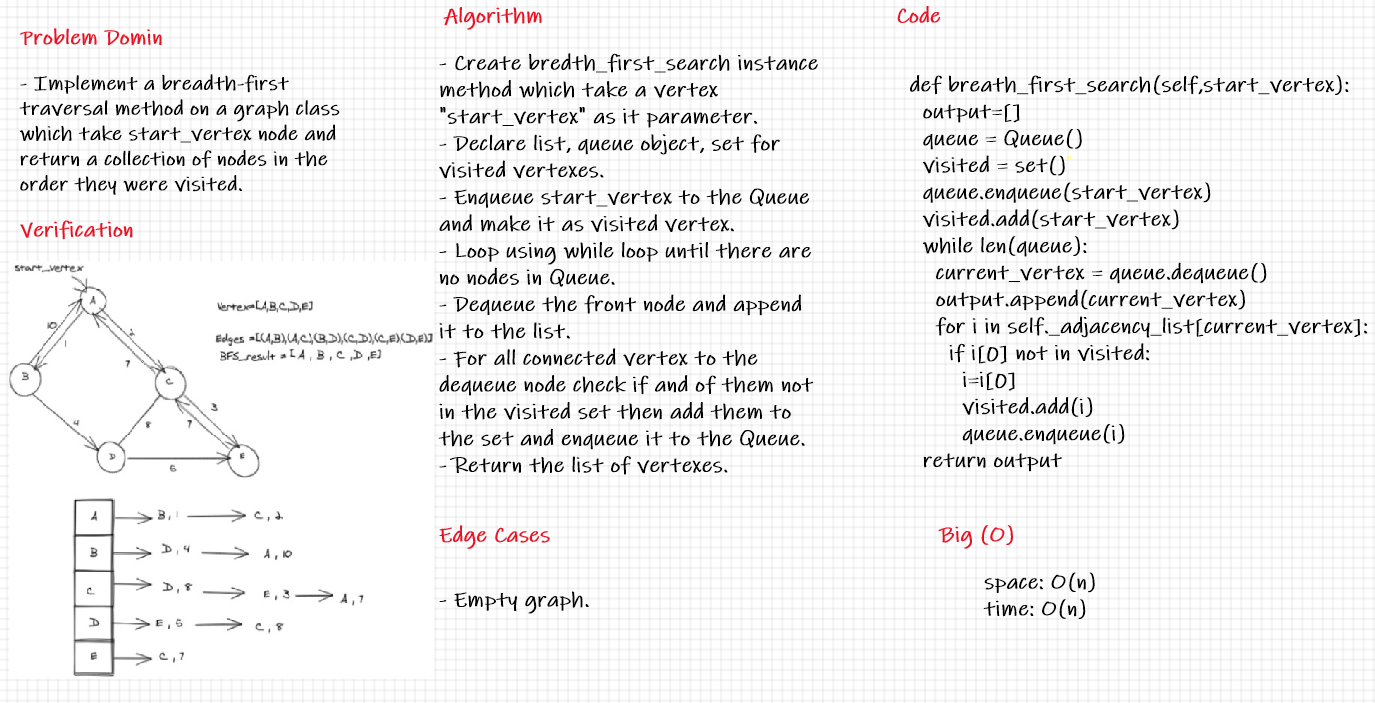 Problem Domin
- Implement a breadth-first
traversal method on a graph class
which take start_vertex node and
return a collection of nodes in the
order they were visited.
Verification
start_vertex
A
Vertex=[A,B,C,D,E]
10
2
1
Edges =[(A,B),(A,C)(B,D),(C,D),(C,E)(D,E)]
BFS_result = [A, B, C, D, E]
7
B
C
3
4
8
7
D
E
A
B, 1
C, 2
B
D, 4
A, 10
C
D, 8
E, 3
A, 7
D
C, 8
E
C, 7
Algorithm
- Create bredth_first_search instance
method which take a vertex
"start_vertex" as it parameter.
- Declare list, queue object, set for
visited vertexes.
- Enqueue start_vertex to the Queue
and make it as visited vertex.
- Loop using while loop until there are
no nodes in Queue.
- Dequeue the front node and append
it to the list.
- For all connected vertex to the
dequeue node check if and of them not
in the visited set then add them to
the set and enqueue it to the Queue.
- Return the list of vertexes.
Edge Cases
- Empty graph.
Code
def breath_first_search(self,start_vertex):
output=[]
queue = Queue()
visited = set()
queue.enqueue(start_vertex)
visited.add(start_vertex)
while len(queue):
current_vertex = queue.dequeue()
output.append(current_vertex)
for i in self._adjacency_list[current_vertex]:
if i[0] not in visited:
i=i[0]
visited.add(i)
queue.enqueue(i)
return output
Big (O)
space: O(n)
time: O(n)